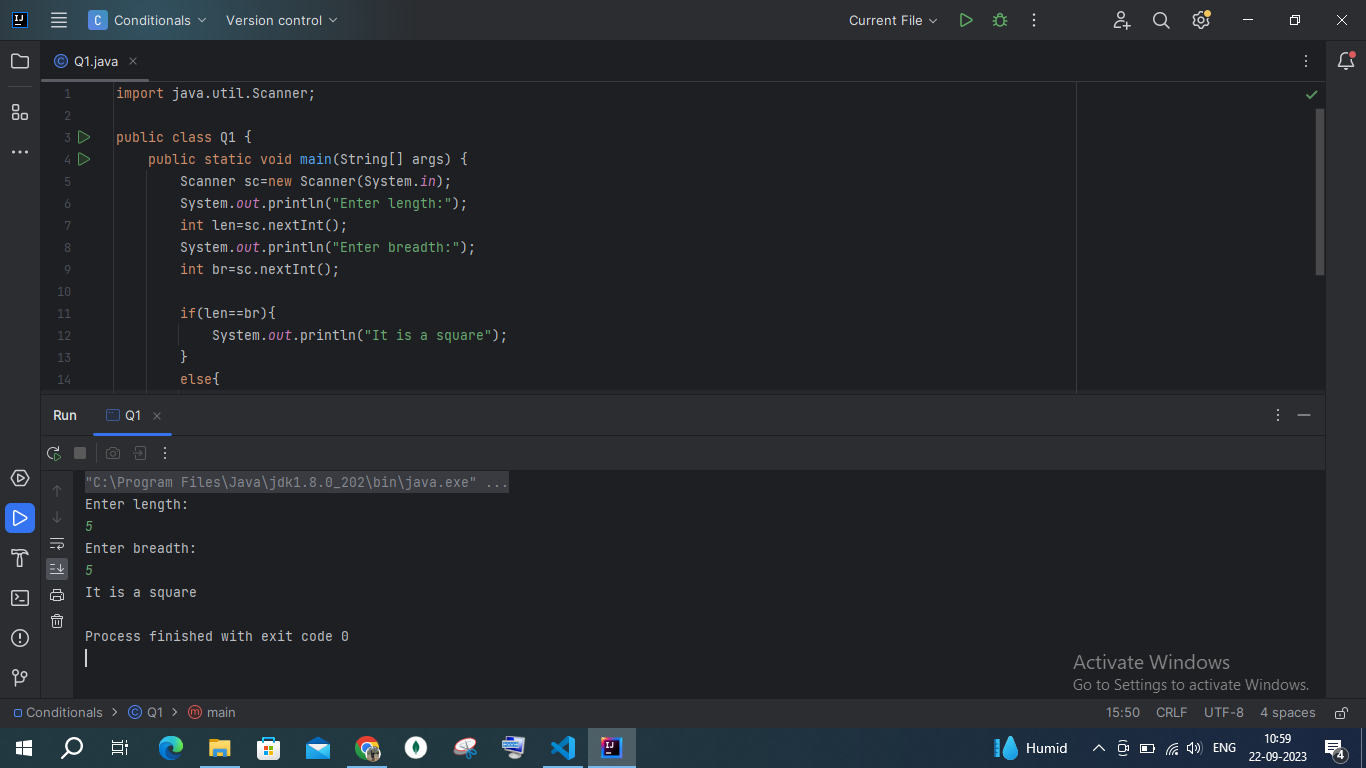 C Conditionals Version control Current File
Q1.java
1 import java.util.Scanner;
2
3 public class Q1 {
4 public static void main(String[] args) {
5 Scanner sc=new Scanner(System.in);
6 System.out.println("Enter length:");
7 int len=sc.nextInt();
8 System.out.println("Enter breadth:");
9 int br=sc.nextInt();
10
11 if(len==br){
12 System.out.println("It is a square");
13 }
14 else{
Run Q1
"C:\Program Files\Java\jdk1.8.0_202\bin\java.exe" ...
Enter length:
5
Enter breadth:
5
It is a square
Process finished with exit code 0
Activate Windows
Go to Settings to activate Windows.
Conditionals > Q1 > main 15:50 CRLF UTF-8 4 spaces
Humid ENG 10:59
22-09-2023 4